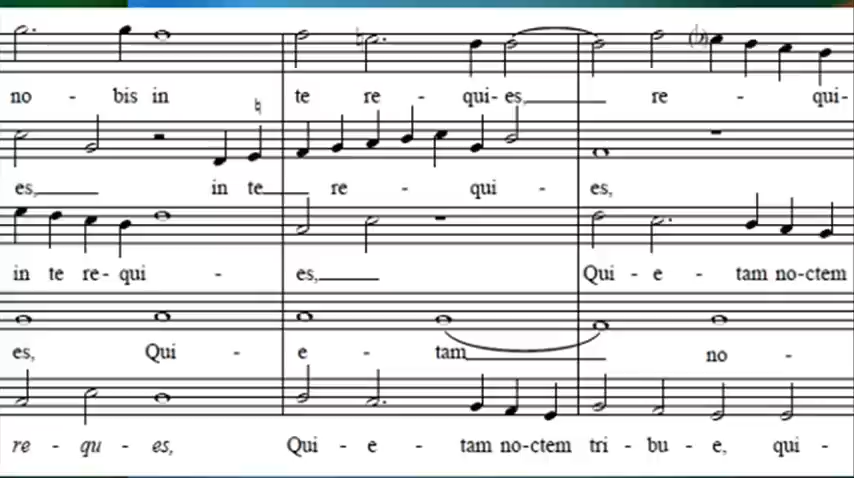 no - bis in te re - qui- es, re - qui-
es, in te re - qui - es,
in te re- qui - es, Qui - e - tam no-ctem
es, Qui - e - tam no -
re - qu - es, Qui - e - tam no-ctem tri - bu - e, qui -